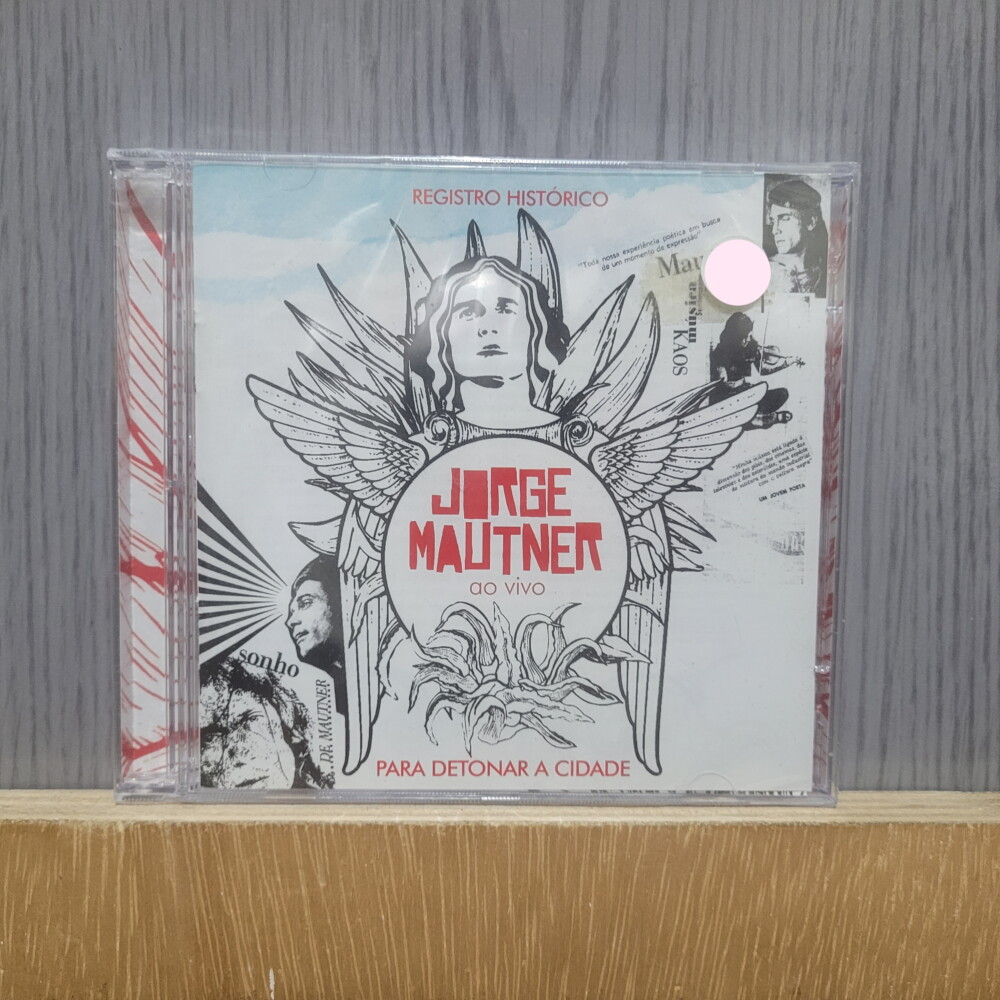 REGISTRO HISTÓRICO
"Toda nossa experiência poética em busca
de um momento de expressão"
Mau
música
KAOS
JORGE
MAUTNER
ao vivo
UM JOVEM POETA
sonho
DE MAUTNER
PARA DETONAR A CIDADE